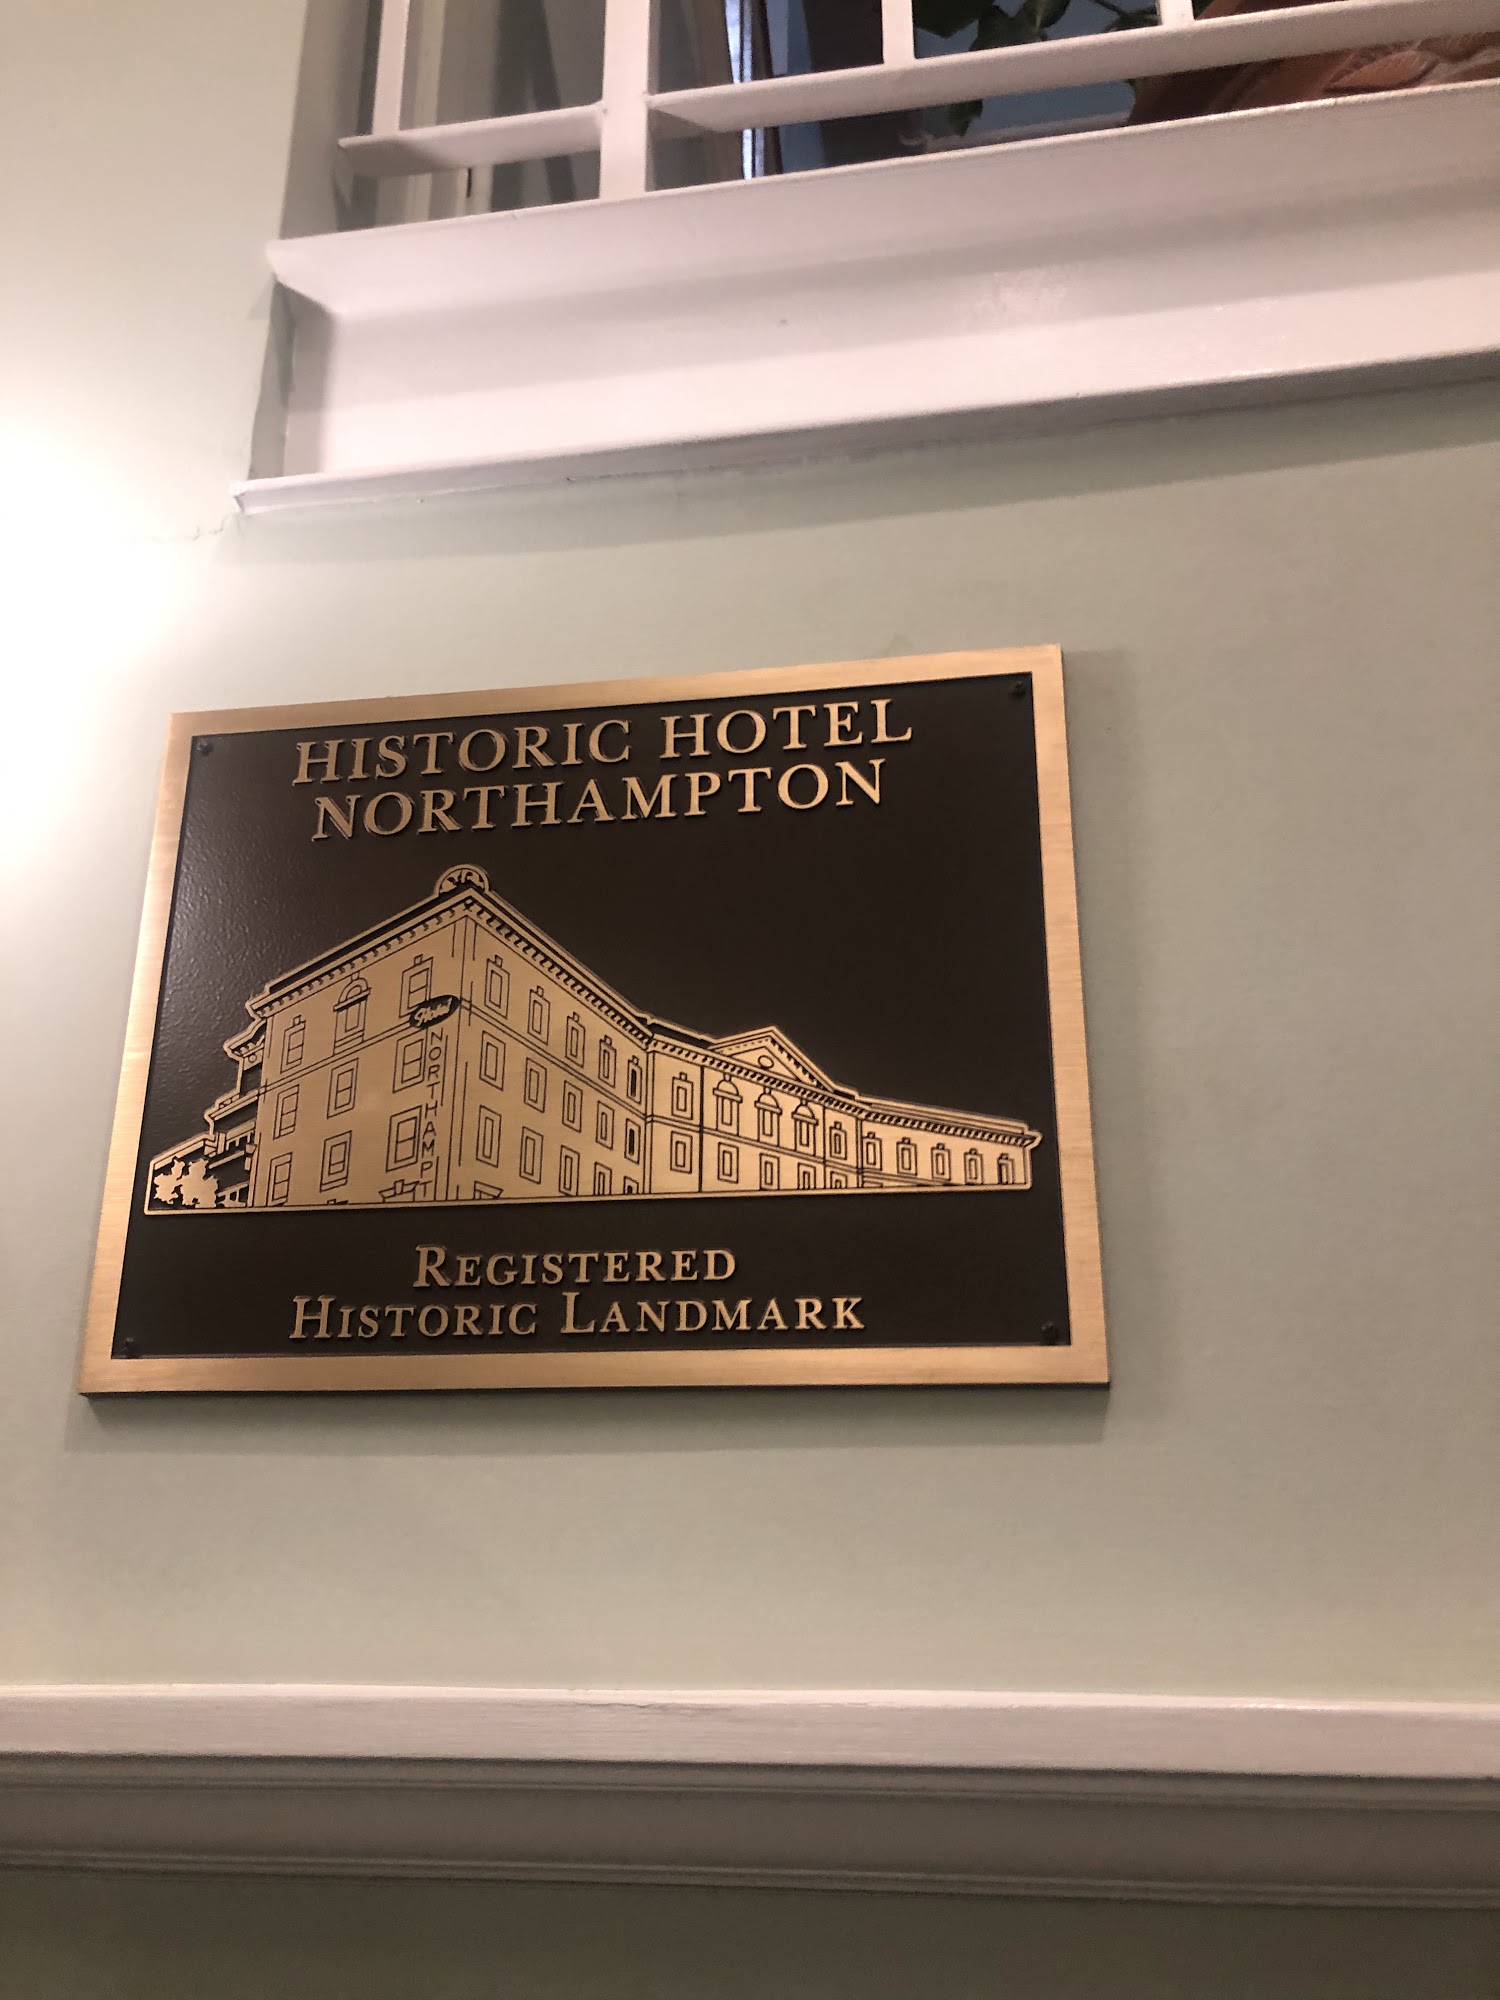 HISTORIC HOTEL
NORTHAMPTON
Hotel
NORTHAMPT
REGISTERED
HISTORIC LANDMARK